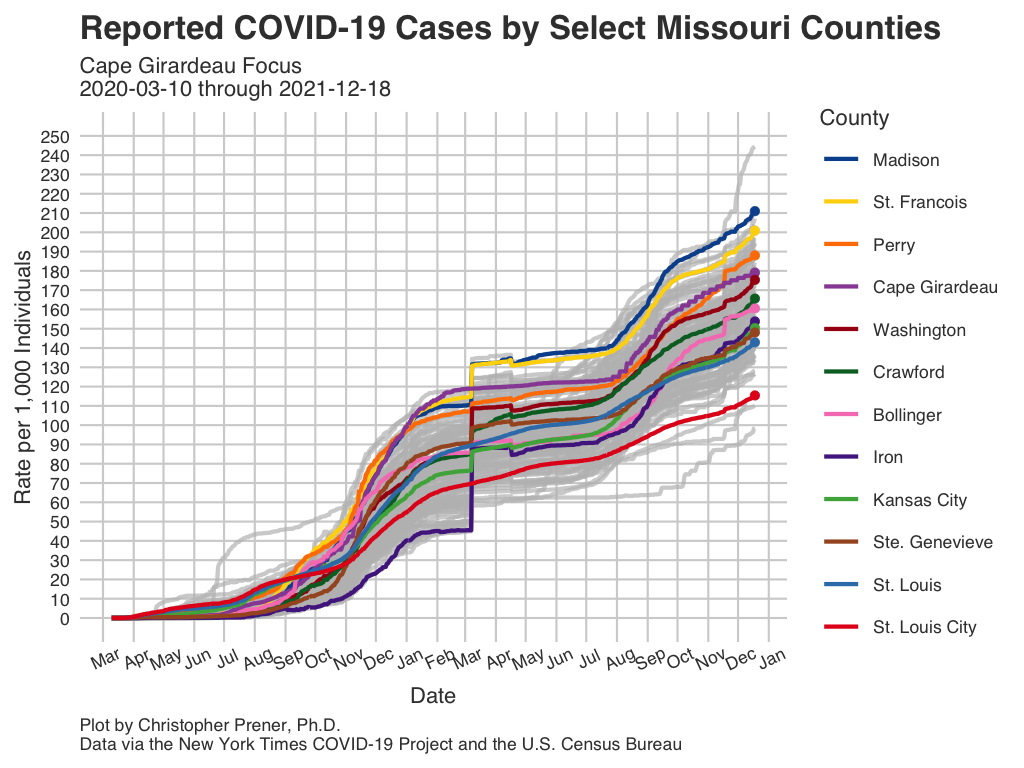 Reported COVID-19 Cases by Select Missouri Counties
Cape Girardeau Focus
2020-03-10 through 2021-12-18
County
Madison
St. Francois
Perry
Cape Girardeau
Washington
Crawford
Bollinger
Iron
Kansas City
Ste. Genevieve
St. Louis
St. Louis City
Rate per 1,000 Individuals
250
240
230
220
210
200
190
180
170
160
150
140
130
120
110
100
90
80
70
60
50
40
30
20
10
0
Mar Apr May Jun Jul Aug Sep Oct Nov Dec Jan Feb Mar Apr May Jun Jul Aug Sep Oct Nov Dec Jan
Date
Plot by Christopher Prener, Ph.D.
Data via the New York Times COVID-19 Project and the U.S. Census Bureau